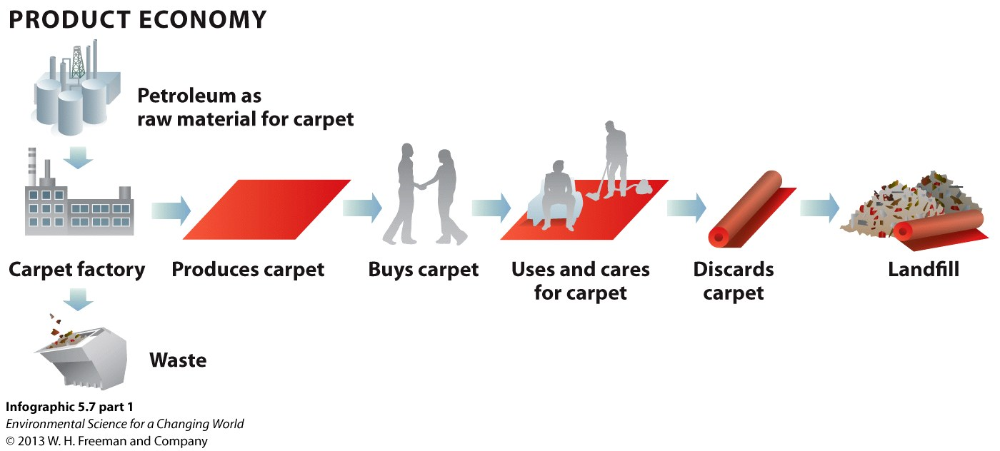 PRODUCT ECONOMY
Petroleum as
raw material for carpet
Carpet factory
Produces carpet
Buys carpet
Uses and cares
for carpet
Discards
carpet
Landfill
Waste
Infographic 5.7 part 1
Environmental Science for a Changing World
© 2013 W. H. Freeman and Company